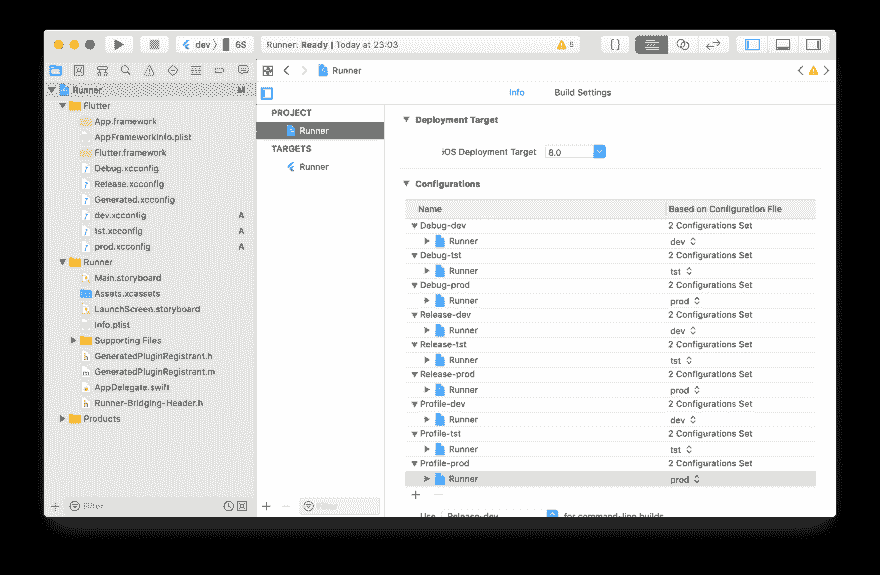 dev 〉 6S
Runner: Ready | Today at 23:03
5
Runner
M
Flutter
App.framework
AppFrameworkInfo.plist
Flutter.framework
Debug.xcconfig
Release.xcconfig
Generated.xcconfig
dev.xcconfig A
tst.xcconfig A
prod.xcconfig A
Runner
Main.storyboard
Assets.xcassets
LaunchScreen.storyboard
Info.plist
Supporting Files
GeneratedPluginRegistrant.h
GeneratedPluginRegistrant.m
AppDelegate.swift
Runner-Bridging-Header.h
Products
Filter
Runner
Info Build Settings
PROJECT
Runner
TARGETS
Runner
Filter
Deployment Target
iOS Deployment Target 8.0
Configurations
Name Based on Configuration File
Debug-dev 2 Configurations Set
Runner dev
Debug-tst 2 Configurations Set
Runner tst
Debug-prod 2 Configurations Set
Runner prod
Release-dev 2 Configurations Set
Runner dev
Release-tst 2 Configurations Set
Runner tst
Release-prod 2 Configurations Set
Runner prod
Profile-dev 2 Configurations Set
Runner dev
Profile-tst 2 Configurations Set
Runner tst
Profile-prod 2 Configurations Set
Runner prod
Use Release-dev for command-line builds